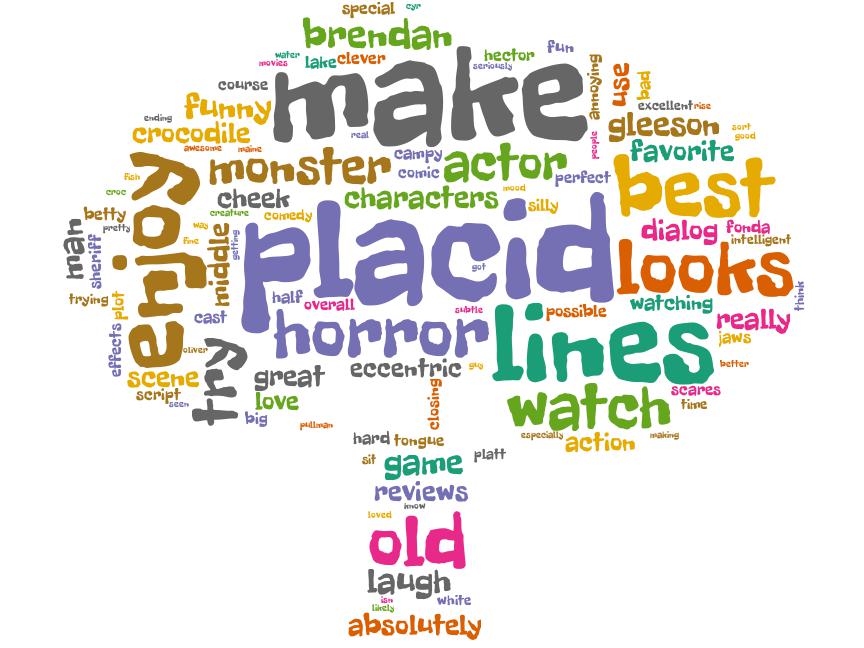 special
cyr
brendan
water
movies
lake
clever
hector
fun
seriously
course
make
annoying
use
bad
excellent
rise
funny
ending
crocodile
real
people
gleeson
sort
good
awesome
maine
monster
campy
comic
actor
perfect
favorite
fish
croc
cheek
characters
mood
best
betty
pretty
creature
comedy
silly
enjoy
man
sheriff
way
fine
middle
getting
placid
got
dialog
fonda
intelligent
looks
trying
plot
half
overall
subtle
possible
watching
really
think
cast
effects
horror
lines
jaws
oliver
try
scene
script
seen
great
love
big
eccentric
guy
better
scares
time
closing
watch
pullman
especially
action
making
hard
tongue
sit
game
platt
reviews
know
loved
old
laugh
isn
likely
white
absolutely